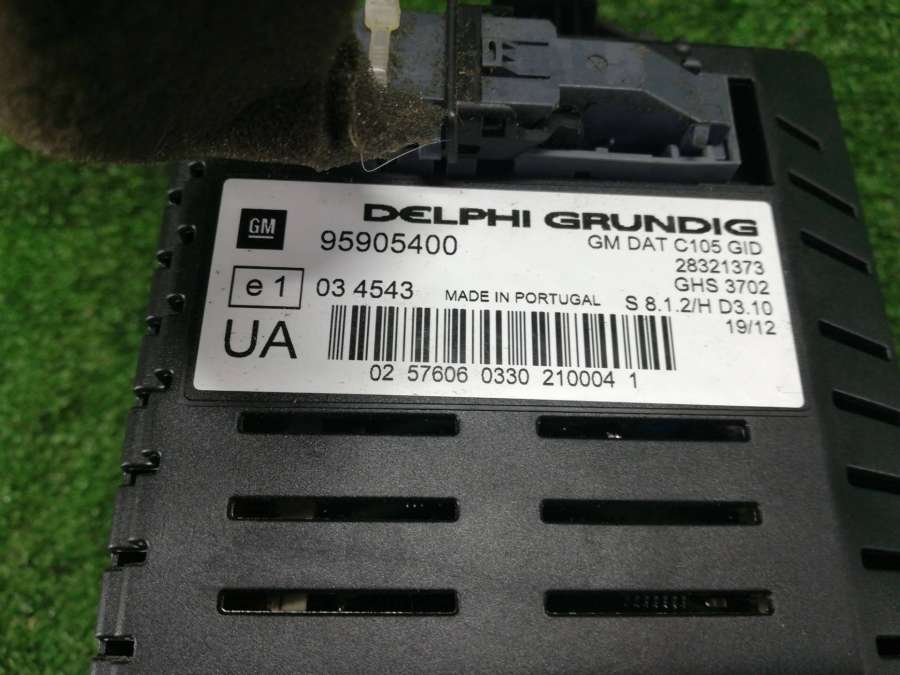 GM
DELPHI GRUNDIG
95905400
GM DAT C105 GID
28321373
e1
03 4543
MADE IN PORTUGAL
GHS 3702
S 8.1.2/H D3.10
19/12
UA
02 57606 0330 210004 1